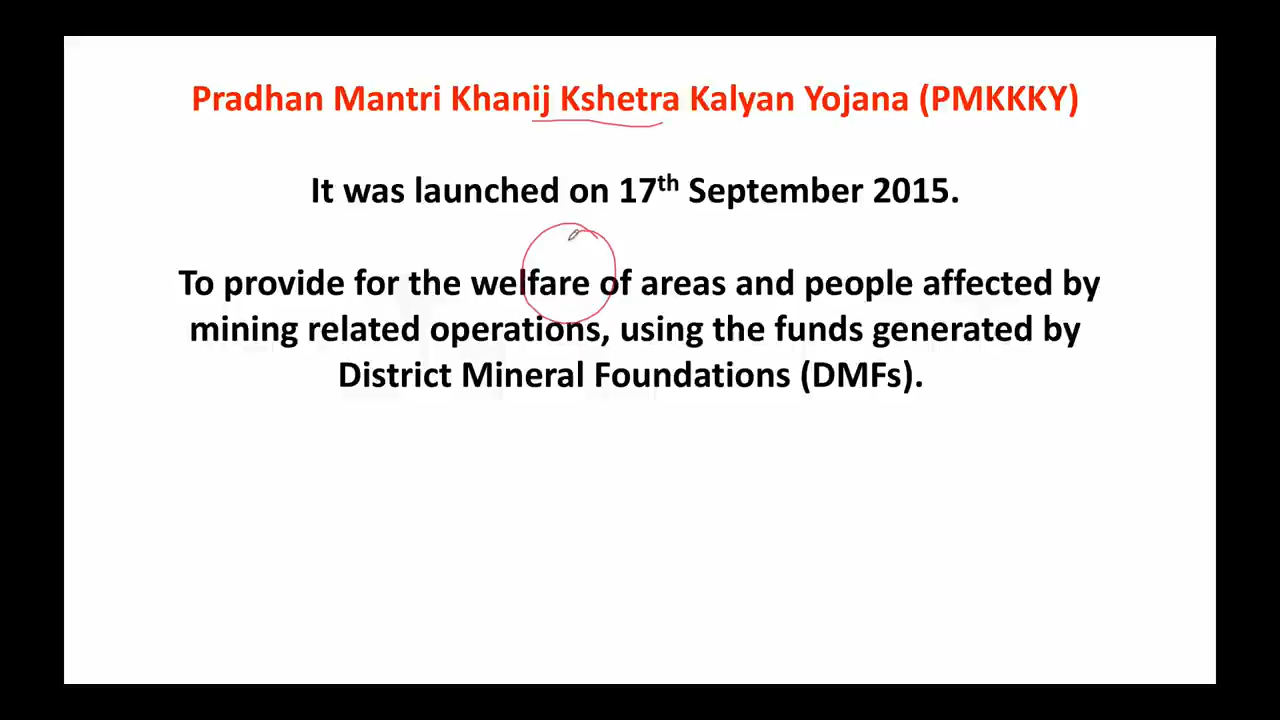 Pradhan Mantri Khanij Kshetra Kalyan Yojana (PMKKKY)
It was launched on 17th September 2015.
To provide for the welfare of areas and people affected by
mining related operations, using the funds generated by
District Mineral Foundations (DMFs).